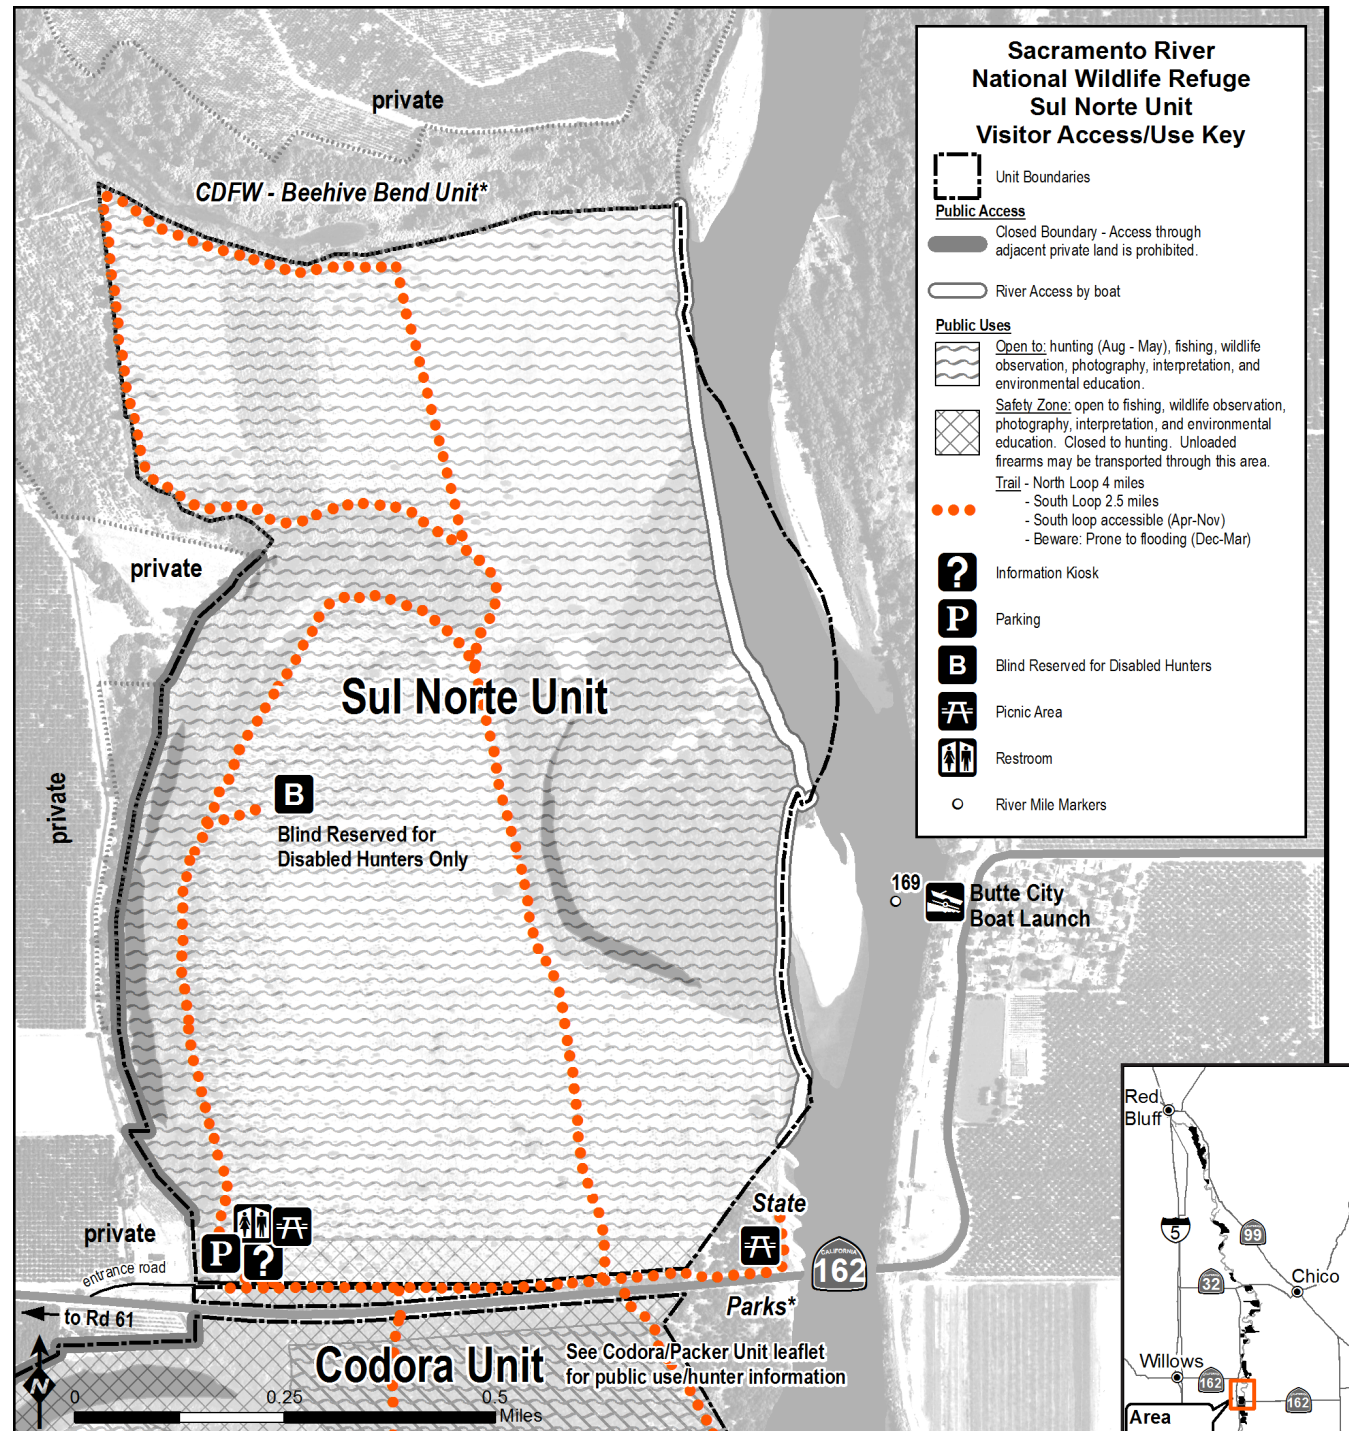 private
CDFW - Beehive Bend Unit*
private
Sul Norte Unit
private
B
Blind Reserved for
Disabled Hunters Only
169
Butte City
Boat Launch
State
private
P
?
entrance road
CALIFORNIA
162
Parks*
to Rd 61
Codora Unit
See Codora/Packer Unit leaflet
for public use/hunter information
N
0 0.25 0.5
Miles
Sacramento River
National Wildlife Refuge
Sul Norte Unit
Visitor Access/Use Key
Unit Boundaries
Public Access
Closed Boundary - Access through
adjacent private land is prohibited.
River Access by boat
Public Uses
Open to: hunting (Aug - May), fishing, wildlife
observation, photography, interpretation, and
environmental education.
Safety Zone: open to fishing, wildlife observation,
photography, interpretation, and environmental
education. Closed to hunting. Unloaded
firearms may be transported through this area.
Trail - North Loop 4 miles
- South Loop 2.5 miles
- South loop accessible (Apr-Nov)
- Beware: Prone to flooding (Dec-Mar)
? Information Kiosk
P Parking
B Blind Reserved for Disabled Hunters
Picnic Area
Restroom
River Mile Markers
Red
Bluff
5
99
32
Chico
Willows
162
162
Area